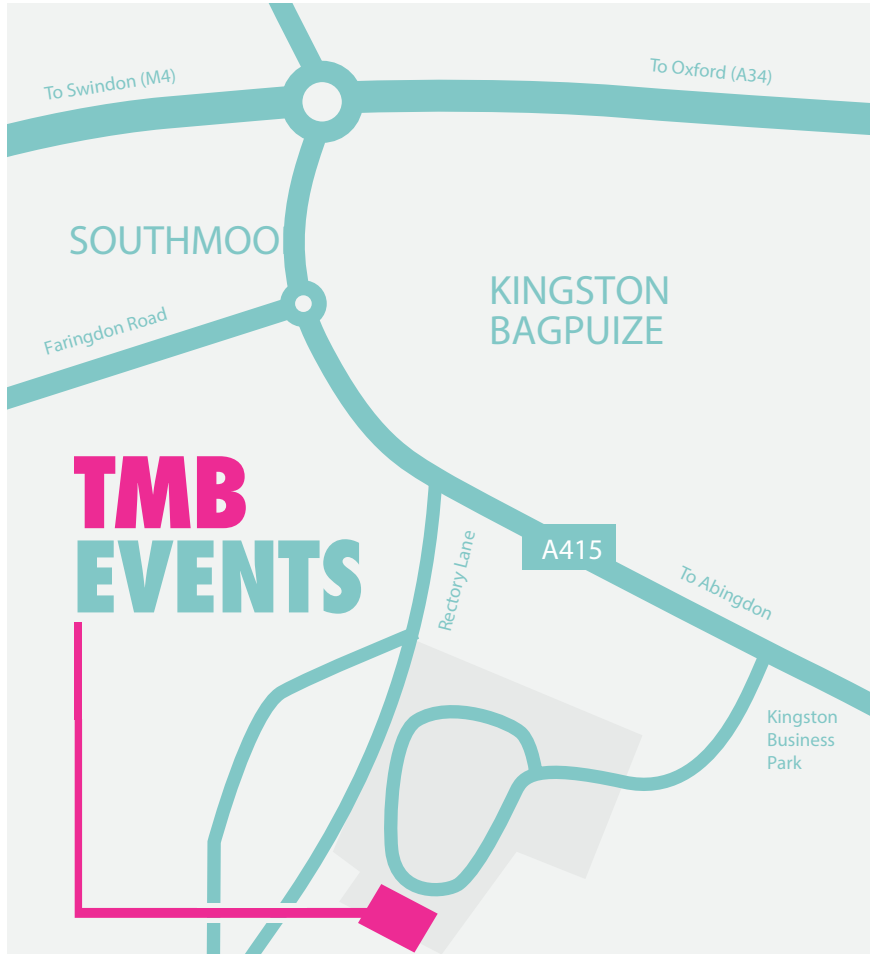 To Swindon (M4)
To Oxford (A34)
SOUTHMOO
KINGSTON
BAGPUIZE
Faringdon Road
TMB
EVENTS
Rectory Lane
A415
To Abingdon
Kingston
Business
Park